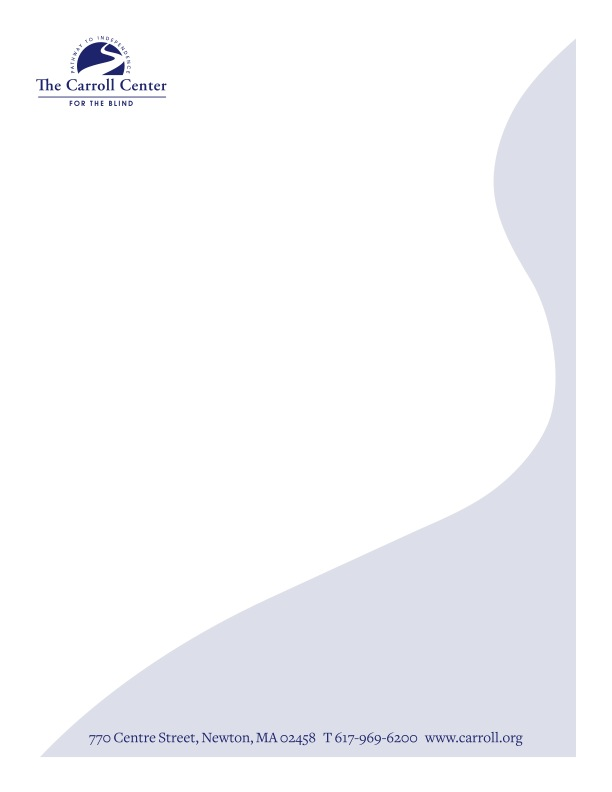 PATHWAY TO INDEPENDENCE
The Carroll Center
FOR THE BLIND
770 Centre Street, Newton, MA 02458  T 617-969-6200  www.carroll.org